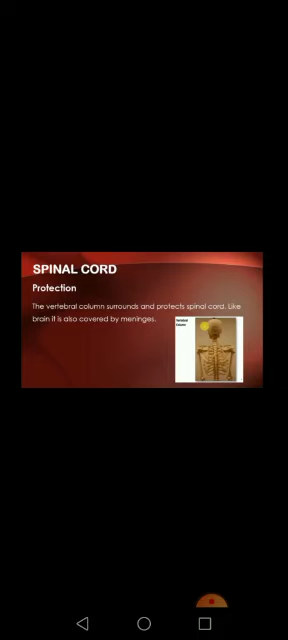 SPINAL CORD
Protection
The vertebral column surrounds and protects spinal cord. Like
brain it is also covered by meninges.
Vertebral
Column